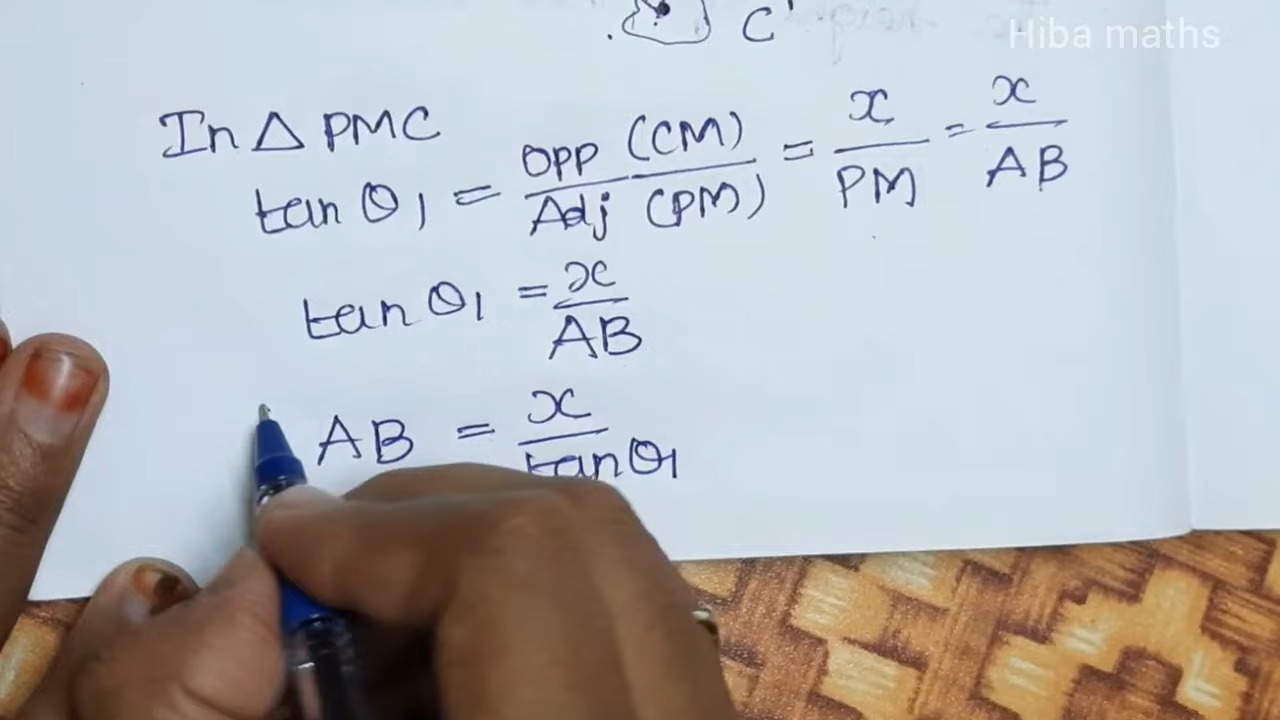 C'
Hiba maths
In △ PMC
tan θ₁ = OPP (CM) / Adj (PM) = x / PM = x / AB
tan θ₁ = x / AB
AB = x / tan θ₁